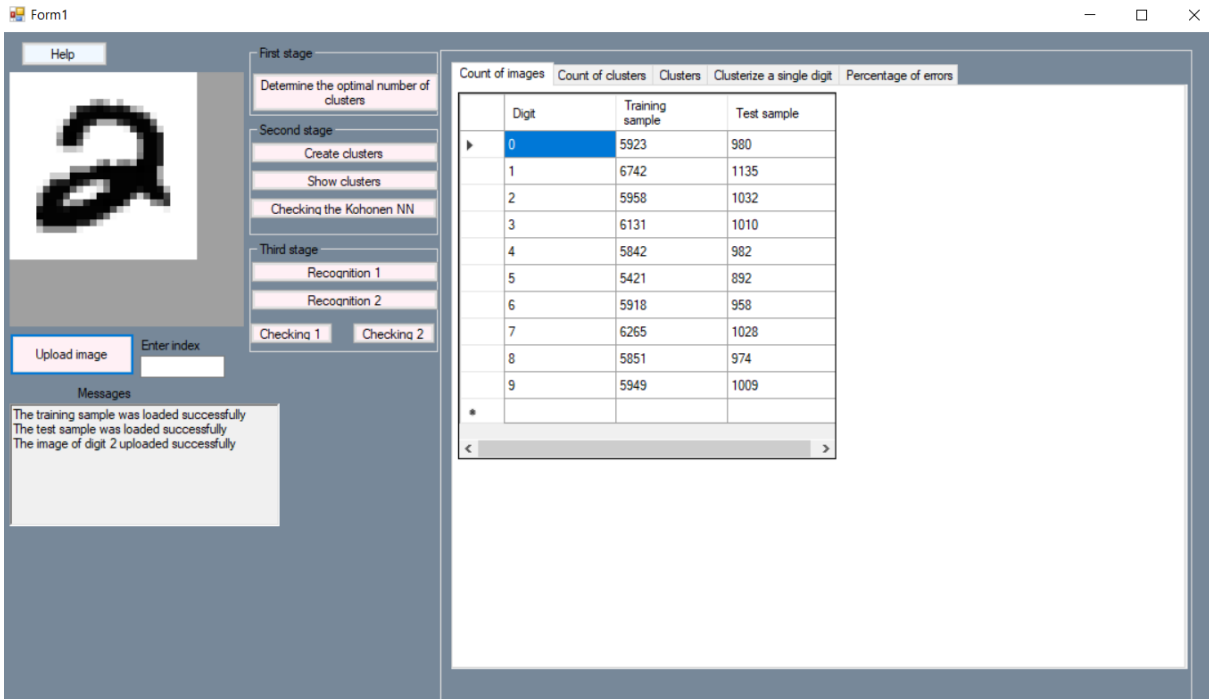 Form1
Help
First stage
Determine the optimal number of
clusters
Second stage
Create clusters
Show clusters
Checking the Kohonen NN
Third stage
Recognition 1
Recognition 2
Checking 1 Checking 2
Upload image
Enter index
Messages
The training sample was loaded successfully
The test sample was loaded successfully
The image of digit 2 uploaded successfully
Count of images Count of clusters Clusters Clusterize a single digit Percentage of errors
Digit Training sample Test sample
0 5923 980
1 6742 1135
2 5958 1032
3 6131 1010
4 5842 982
5 5421 892
6 5918 958
7 6265 1028
8 5851 974
9 5949 1009
2